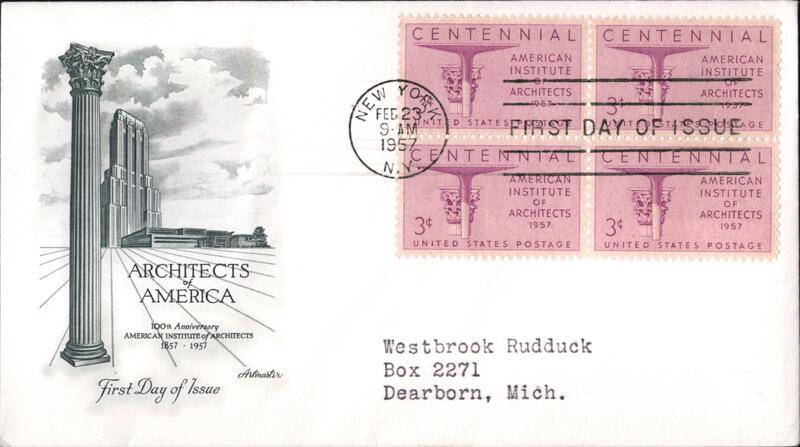 CENTENNIAL
AMERICAN
INSTITUTE
OF
ARCHITECTS
1957
3¢
UNITED STATES POSTAGE
CENTENNIAL
AMERICAN
INSTITUTE
OF
ARCHITECTS
1957
3¢
UNITED STATES POSTAGE
CENTENNIAL
AMERICAN
INSTITUTE
OF
ARCHITECTS
1957
3¢
UNITED STATES POSTAGE
CENTENNIAL
AMERICAN
INSTITUTE
OF
ARCHITECTS
1957
3¢
UNITED STATES POSTAGE
NEW YORK
FEB 23
9-AM
1957
N.Y.
FIRST DAY OF ISSUE
ARCHITECTS
of
AMERICA
100th Anniversary
AMERICAN INSTITUTE of ARCHITECTS
1857 · 1957
Artmaster
First Day of Issue
Westbrook Rudduck
Box 2271
Dearborn, Mich.